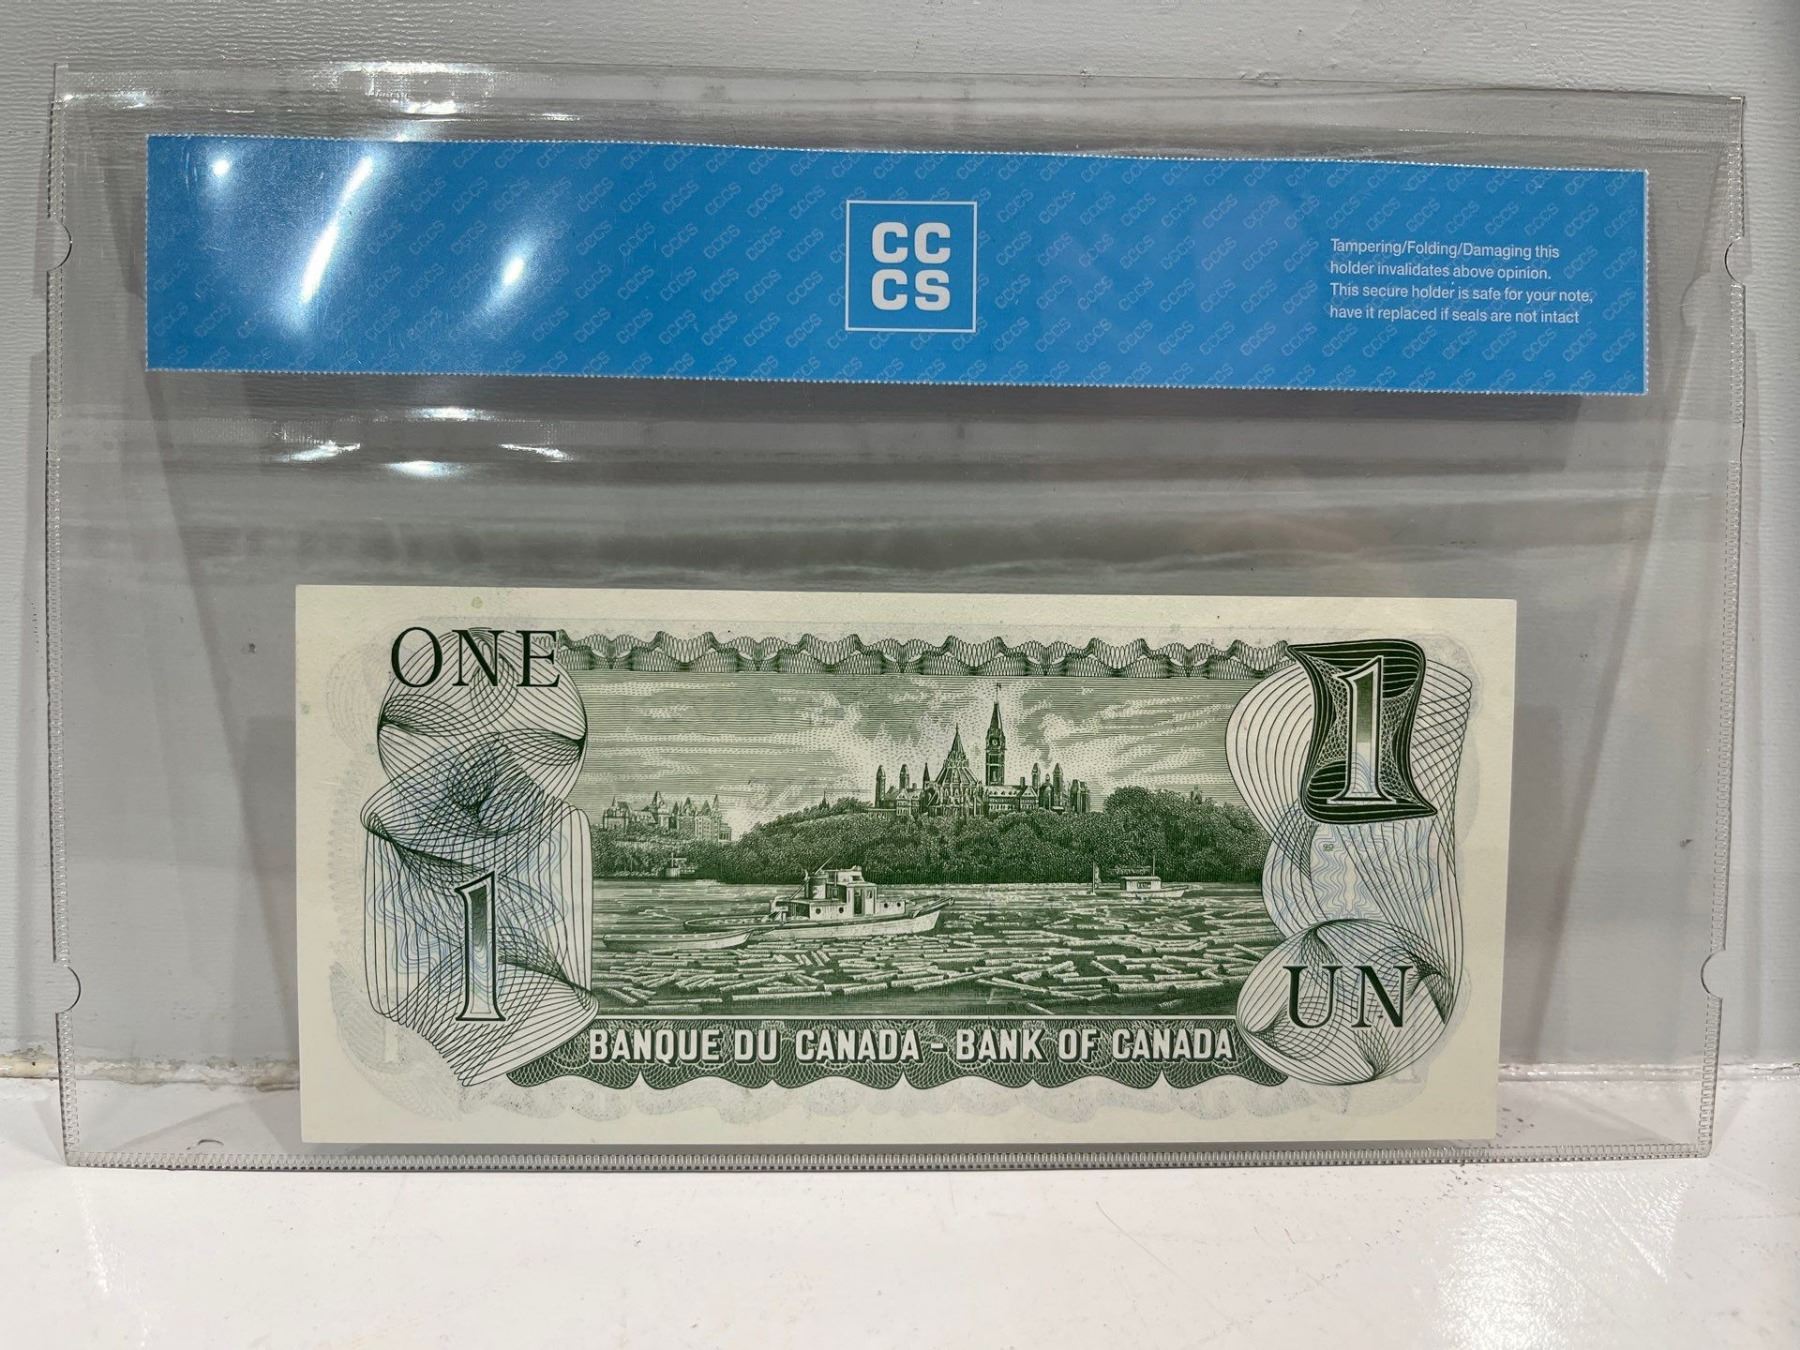 CC
CS
Tampering/Folding/Damaging this
holder invalidates above opinion.
This secure holder is safe for your note,
have it replaced if seals are not intact
ONE
1
1
UN
BANQUE DU CANADA - BANK OF CANADA